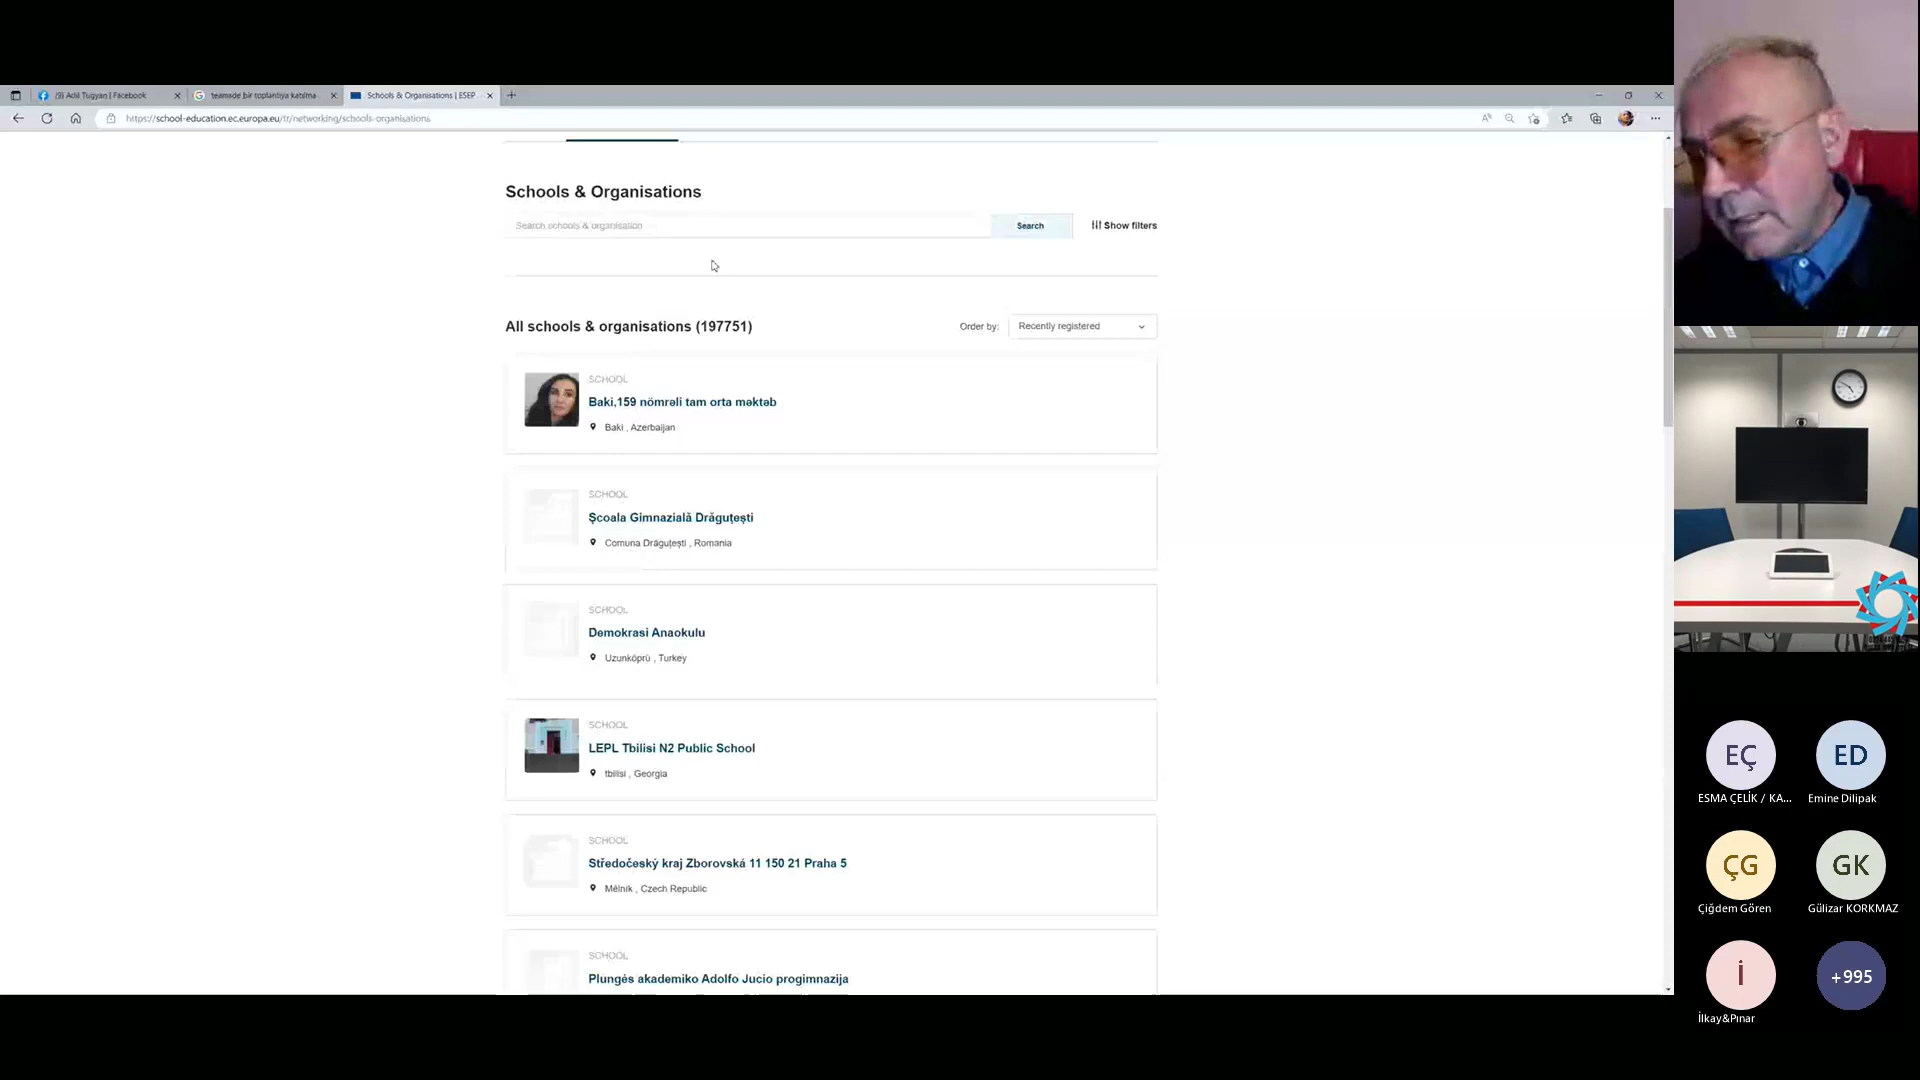 (9) Adil Tugyan | Facebook
teamsde bir toplantıya katılma
Schools & Organisations | ESEP
https://school-education.ec.europa.eu/tr/networking/schools-organisations
Schools & Organisations
Search schools & organisation
Search
Show filters
All schools & organisations (197751)
Order by:
Recently registered
SCHOOL
Baki,159 nömrəli tam orta məktəb
Baki , Azerbaijan
SCHOOL
Școala Gimnazială Drăguțești
Comuna Drăguțești , Romania
SCHOOL
Demokrasi Anaokulu
Uzunköprü , Turkey
SCHOOL
LEPL Tbilisi N2 Public School
tbilisi , Georgia
SCHOOL
Středočeský kraj Zborovská 11 150 21 Praha 5
Mělník , Czech Republic
SCHOOL
Plungės akademiko Adolfo Jucio progimnazija
EÇ
ESMA ÇELİK / KA...
ED
Emine Dilipak
ÇG
Çiğdem Gören
GK
Gülizar KORKMAZ
İ
İlkay&Pınar
+995